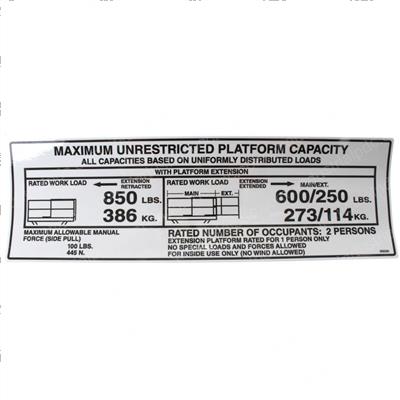 MAXIMUM UNRESTRICTED PLATFORM CAPACITY
ALL CAPACITIES BASED ON UNIFORMLY DISTRIBUTED LOADS
WITH PLATFORM EXTENSION
RATED WORK LOAD
EXTENSION RETRACTED
850 LBS.
386 KG.
RATED WORK LOAD
EXTENSION EXTENDED
MAIN
EXT.
MAIN/EXT.
600/250 LBS.
273/114 KG.
MAXIMUM ALLOWABLE MANUAL
FORCE (SIDE PULL)
100 LBS.
445 N.
RATED NUMBER OF OCCUPANTS: 2 PERSONS
EXTENSION PLATFORM RATED FOR 1 PERSON ONLY
NO SPECIAL LOADS AND FORCES ALLOWED
FOR INSIDE USE ONLY (NO WIND ALLOWED)